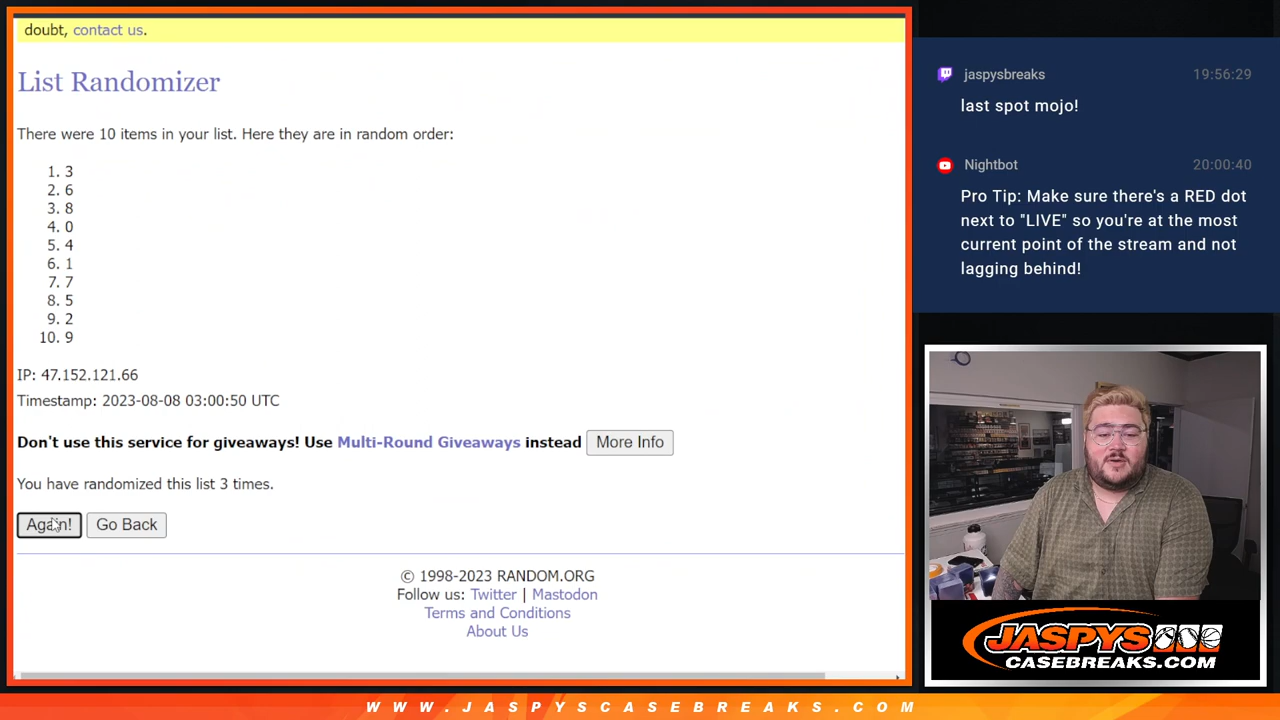 doubt, contact us.
List Randomizer
There were 10 items in your list. Here they are in random order:
1. 3
2. 6
3. 8
4. 0
5. 4
6. 1
7. 7
8. 5
9. 2
10. 9
IP: 47.152.121.66
Timestamp: 2023-08-08 03:00:50 UTC
Don't use this service for giveaways! Use Multi-Round Giveaways instead More Info
You have randomized this list 3 times.
Again! Go Back
© 1998-2023 RANDOM.ORG
Follow us: Twitter | Mastodon
Terms and Conditions
About Us
jaspysbreaks 19:56:29
last spot mojo!
Nightbot 20:00:40
Pro Tip: Make sure there's a RED dot
next to "LIVE" so you're at the most
current point of the stream and not
lagging behind!
JASPYS
CASEBREAKS.COM
WWW.JASPYSCASEBREAKS.COM